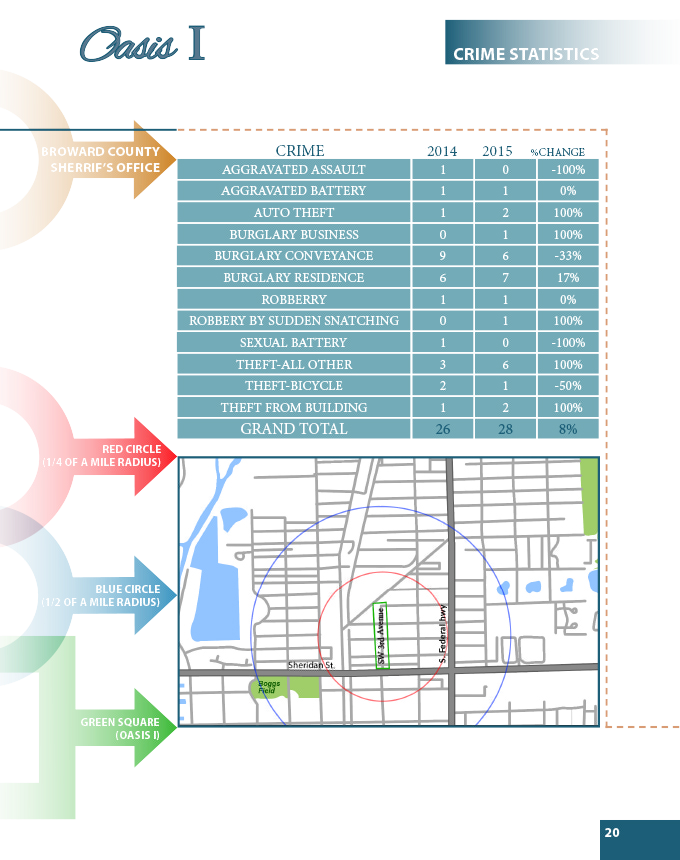 Oasis I
CRIME STATISTICS
BROWARD COUNTY
SHERRIF'S OFFICE
CRIME 2014 2015 %CHANGE
AGGRAVATED ASSAULT 1 0 -100%
AGGRAVATED BATTERY 1 1 0%
AUTO THEFT 1 2 100%
BURGLARY BUSINESS 0 1 100%
BURGLARY CONVEYANCE 9 6 -33%
BURGLARY RESIDENCE 6 7 17%
ROBBERRY 1 1 0%
ROBBERY BY SUDDEN SNATCHING 0 1 100%
SEXUAL BATTERY 1 0 -100%
THEFT-ALL OTHER 3 6 100%
THEFT-BICYCLE 2 1 -50%
THEFT FROM BUILDING 1 2 100%
GRAND TOTAL 26 28 8%
RED CIRCLE
(1/4 OF A MILE RADIUS)
BLUE CIRCLE
(1/2 OF A MILE RADIUS)
GREEN SQUARE
(OASIS I)
SW 3rd Avenue
S. Federal hwy
Sheridan St.
Boggs
Field
20